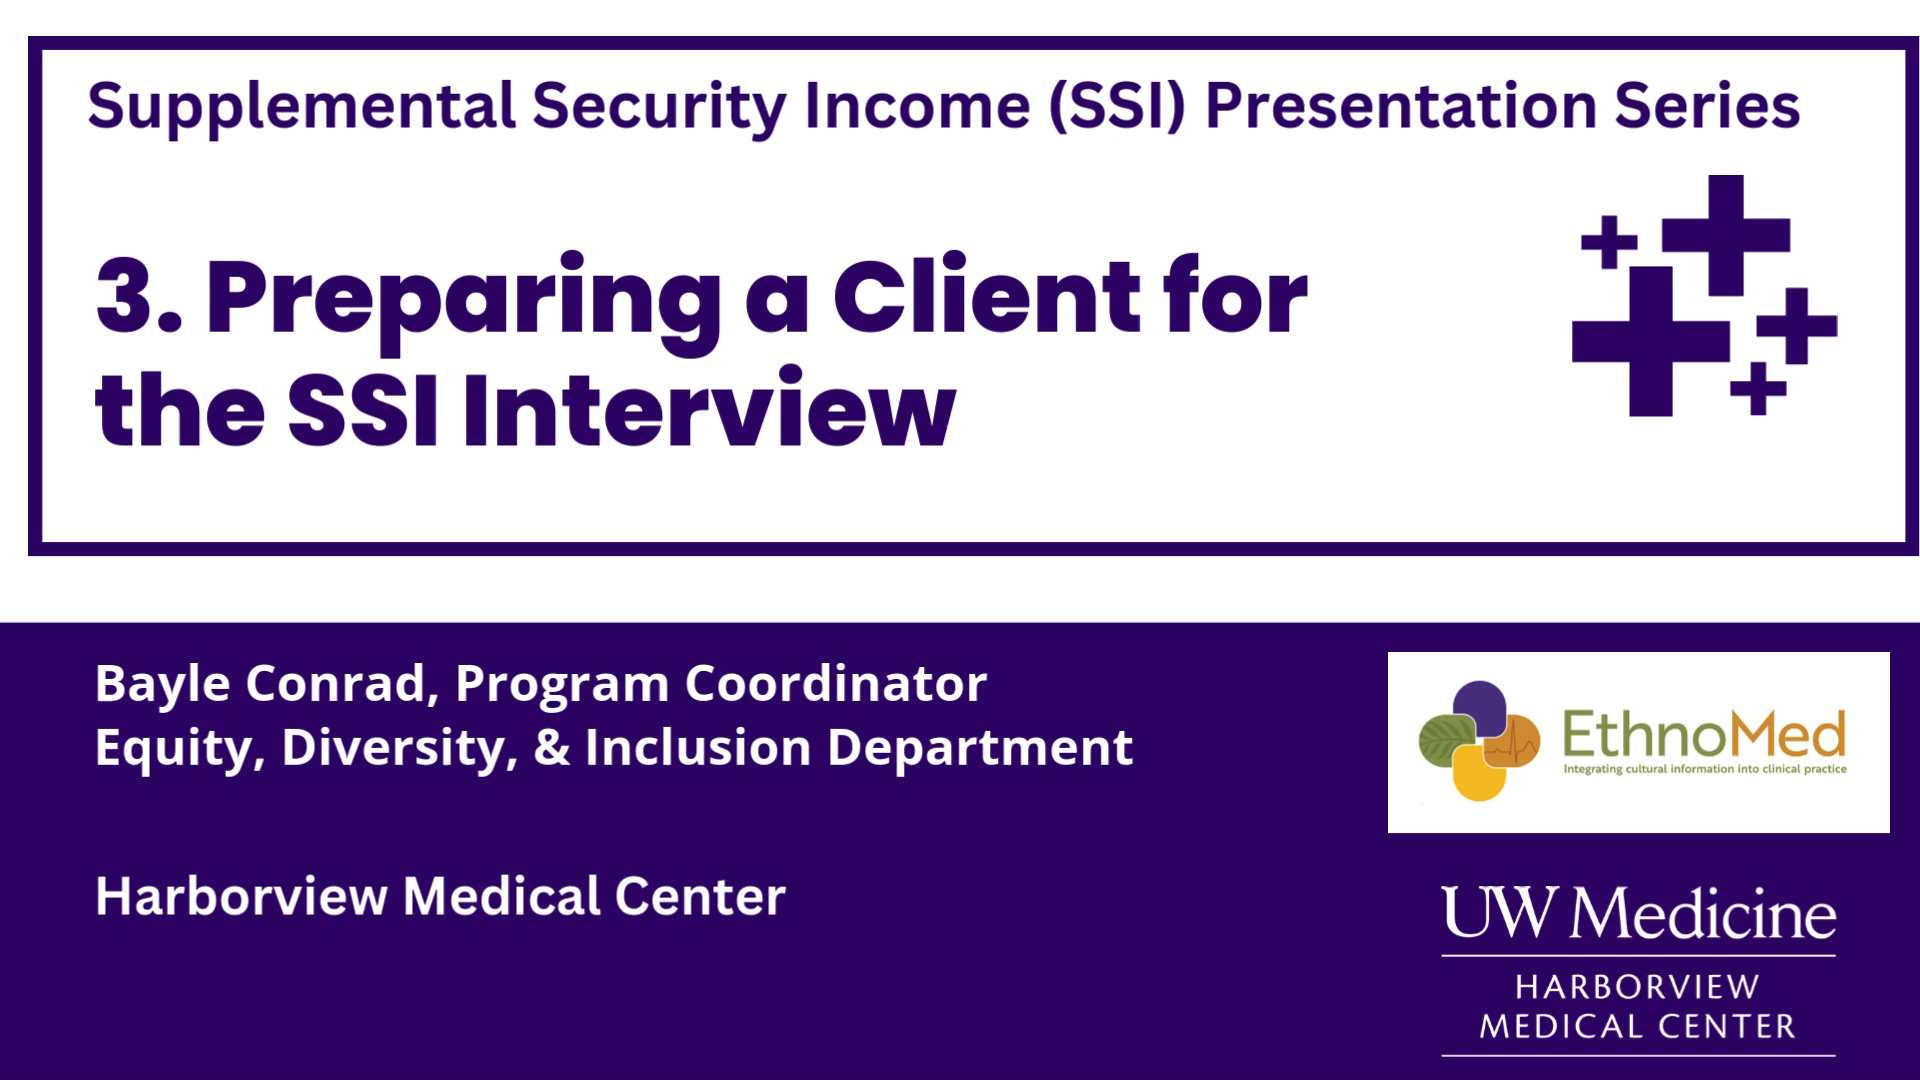 Supplemental Security Income (SSI) Presentation Series
3. Preparing a Client for
the SSI Interview
Bayle Conrad, Program Coordinator
Equity, Diversity, & Inclusion Department
Harborview Medical Center
EthnoMed
Integrating cultural information into clinical practice
UW Medicine
HARBORVIEW
MEDICAL CENTER